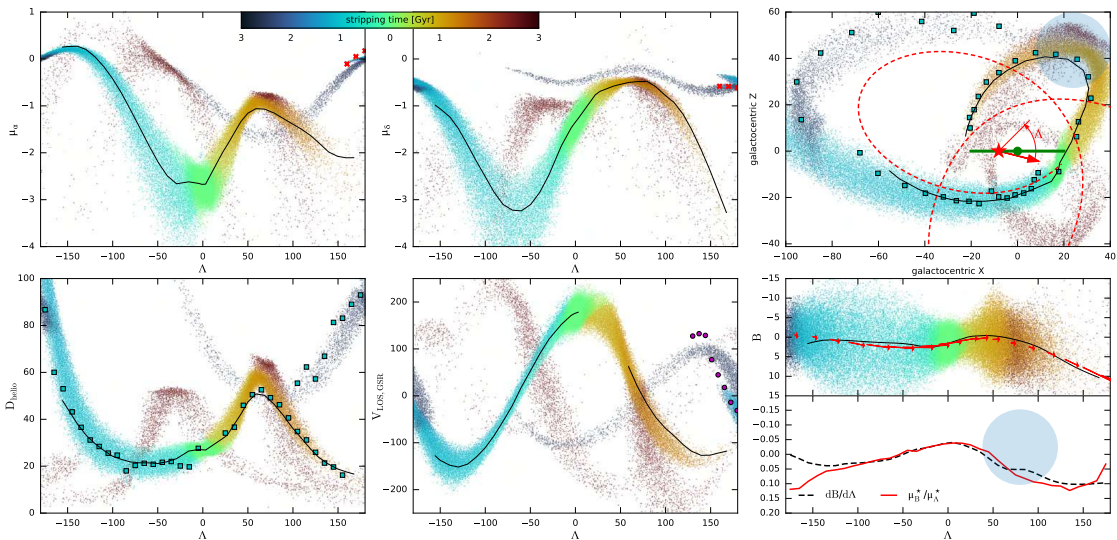 stripping time [Gyr]
3 2 1 0 1 2 3
μα
1
0
−1
−2
−3
−4
−150 −100 −50 0 50 100 150
Λ
μδ
1
0
−1
−2
−3
−4
−150 −100 −50 0 50 100 150
Λ
galactocentric Z
60
40
20
0
−20
−40
Λ
−100 −80 −60 −40 −20 0 20 40
galactocentric X
Dhelio
100
80
60
40
20
0
−150 −100 −50 0 50 100 150
Λ
VLOS, GSR
200
100
0
−100
−200
−150 −100 −50 0 50 100 150
Λ
B
−15
−10
−5
0
5
10
15
−0.15
−0.10
−0.05
0.00
0.05
0.10
0.15
0.20
dB/dΛ
μ★B/μ★Λ
−150 −100 −50 0 50 100 150
Λ